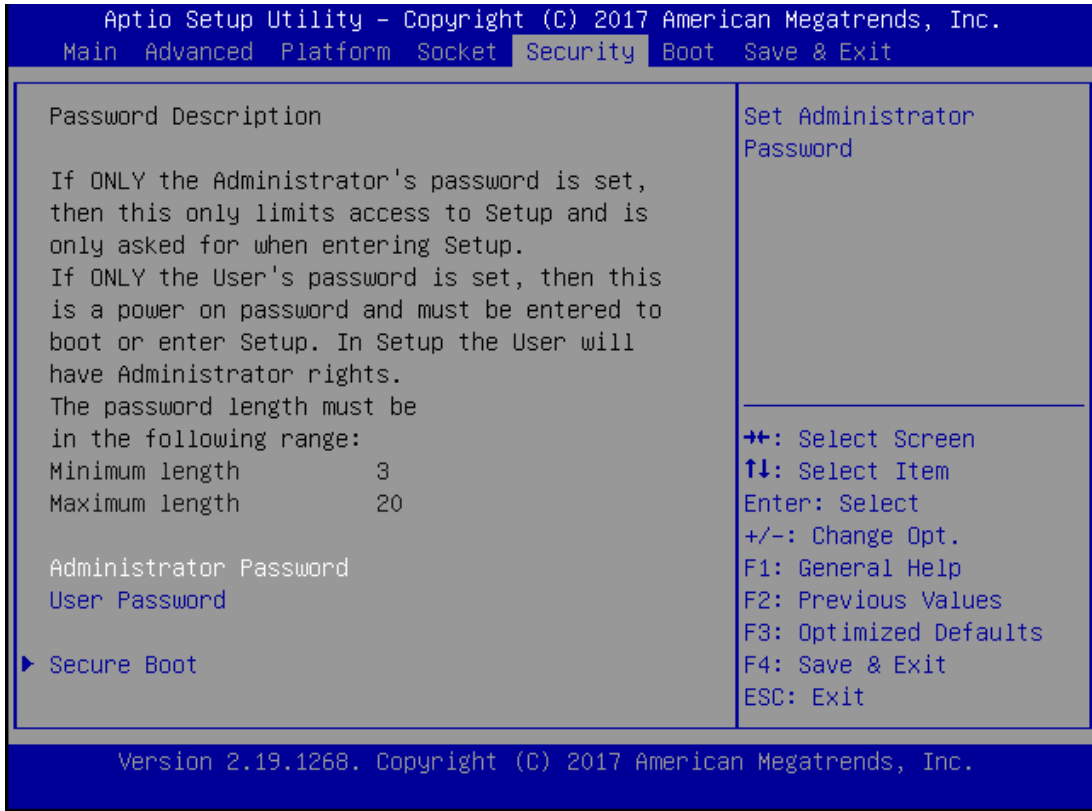 Aptio Setup Utility – Copyright (C) 2017 American Megatrends, Inc.
Main Advanced Platform Socket Security Boot Save & Exit
Password Description
If ONLY the Administrator's password is set,
then this only limits access to Setup and is
only asked for when entering Setup.
If ONLY the User's password is set, then this
is a power on password and must be entered to
boot or enter Setup. In Setup the User will
have Administrator rights.
The password length must be
in the following range:
Minimum length 3
Maximum length 20
Administrator Password
User Password
Secure Boot
Set Administrator
Password
→←: Select Screen
↑↓: Select Item
Enter: Select
+/-: Change Opt.
F1: General Help
F2: Previous Values
F3: Optimized Defaults
F4: Save & Exit
ESC: Exit
Version 2.19.1268. Copyright (C) 2017 American Megatrends, Inc.